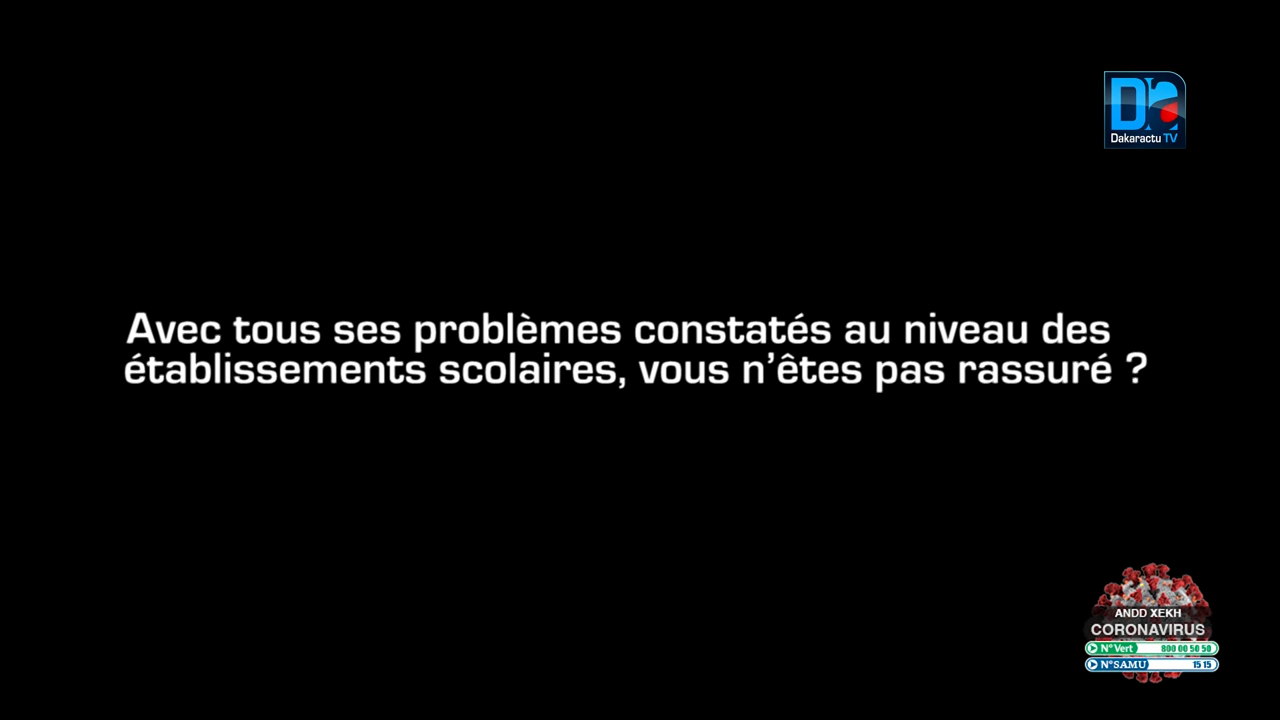 Dakaractu TV
Avec tous ses problèmes constatés au niveau des
établissements scolaires, vous n'êtes pas rassuré ?
ANDD XEKH
CORONAVIRUS
N° Vert 800 00 50 50
N°SAMU 15 15